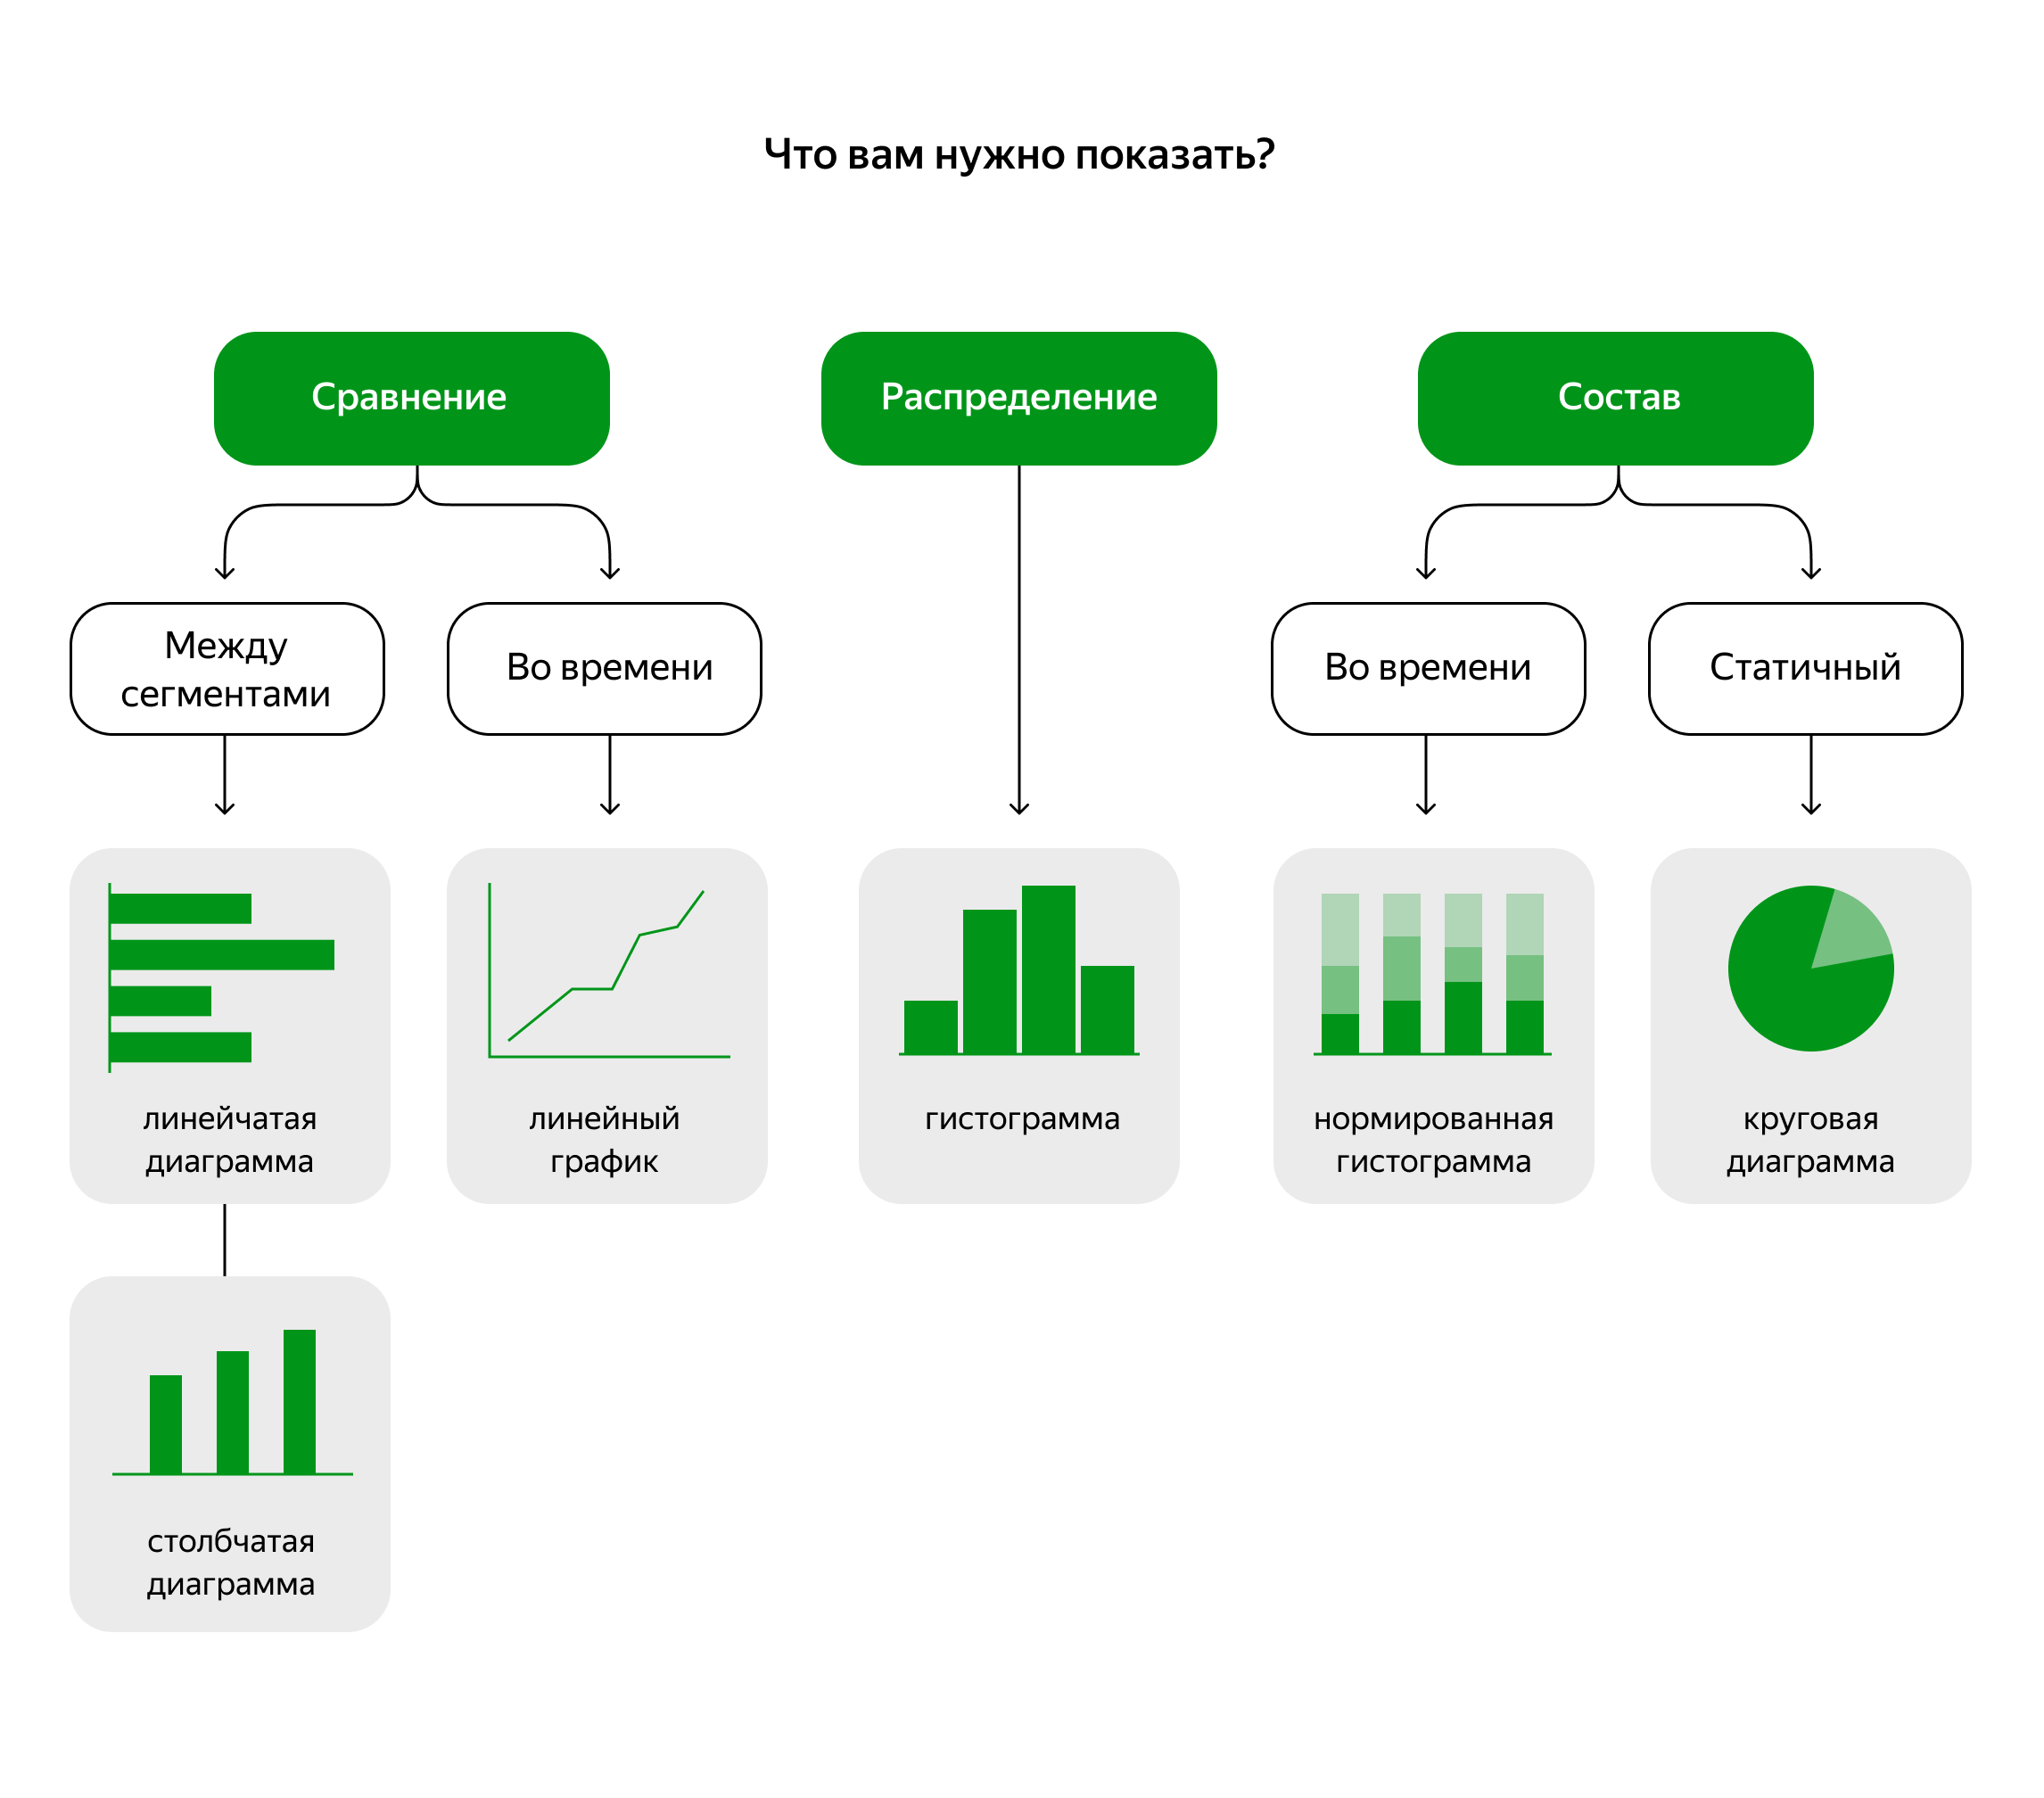 Что вам нужно показать?
Сравнение
Распределение
Состав
Между
сегментами
Во времени
Во времени
Статичный
линейчатая
диаграмма
линейный
график
гистограмма
нормированная
гистограмма
круговая
диаграмма
столбчатая
диаграмма